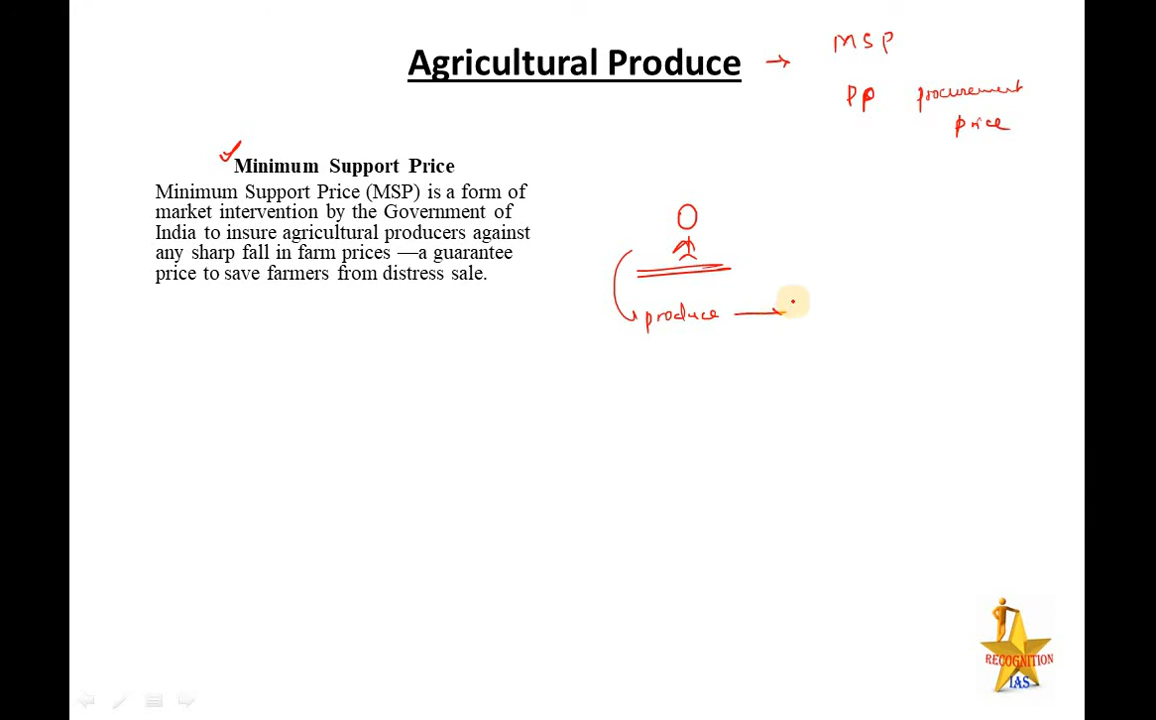 Agricultural Produce →
MSP
PP procurement
price
Minimum Support Price
Minimum Support Price (MSP) is a form of
market intervention by the Government of
India to insure agricultural producers against
any sharp fall in farm prices —a guarantee
price to save farmers from distress sale.
produce
RECOGNITION
IAS